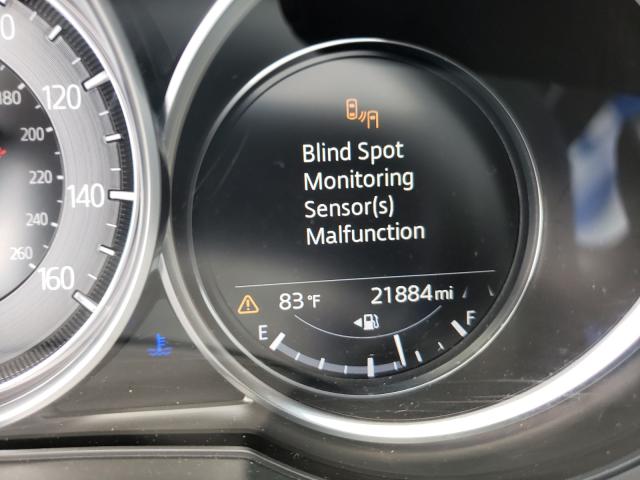 120
140
160
180
200
220
240
260
Blind Spot
Monitoring
Sensor(s)
Malfunction
83°F
21884 mi
E
F